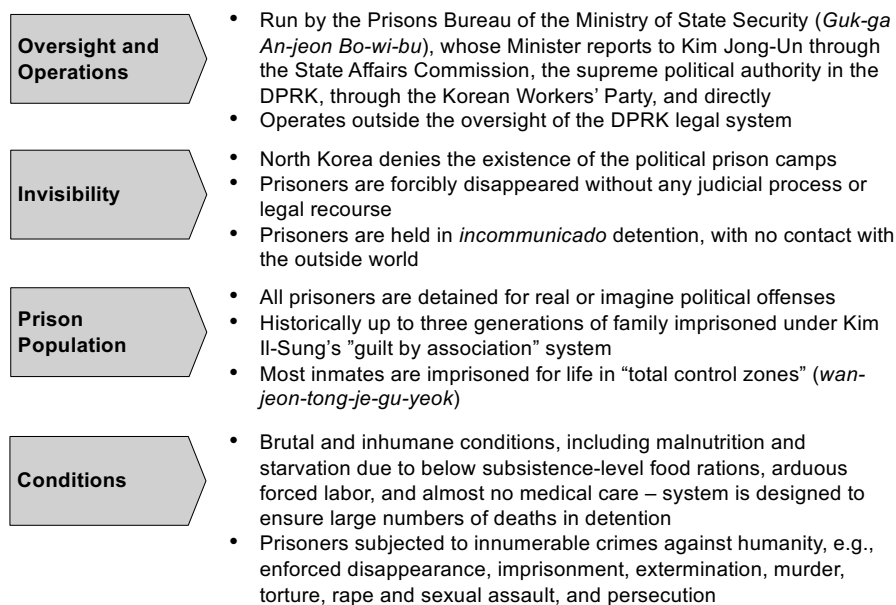 Oversight and
Operations
• Run by the Prisons Bureau of the Ministry of State Security (Guk-ga
An-jeon Bo-wi-bu), whose Minister reports to Kim Jong-Un through
the State Affairs Commission, the supreme political authority in the
DPRK, through the Korean Workers’ Party, and directly
• Operates outside the oversight of the DPRK legal system
Invisibility
• North Korea denies the existence of the political prison camps
• Prisoners are forcibly disappeared without any judicial process or
legal recourse
• Prisoners are held in incommunicado detention, with no contact with
the outside world
Prison
Population
• All prisoners are detained for real or imagine political offenses
• Historically up to three generations of family imprisoned under Kim
Il-Sung’s ”guilt by association” system
• Most inmates are imprisoned for life in “total control zones” (wan-
jeon-tong-je-gu-yeok)
Conditions
• Brutal and inhumane conditions, including malnutrition and
starvation due to below subsistence-level food rations, arduous
forced labor, and almost no medical care – system is designed to
ensure large numbers of deaths in detention
• Prisoners subjected to innumerable crimes against humanity, e.g.,
enforced disappearance, imprisonment, extermination, murder,
torture, rape and sexual assault, and persecution